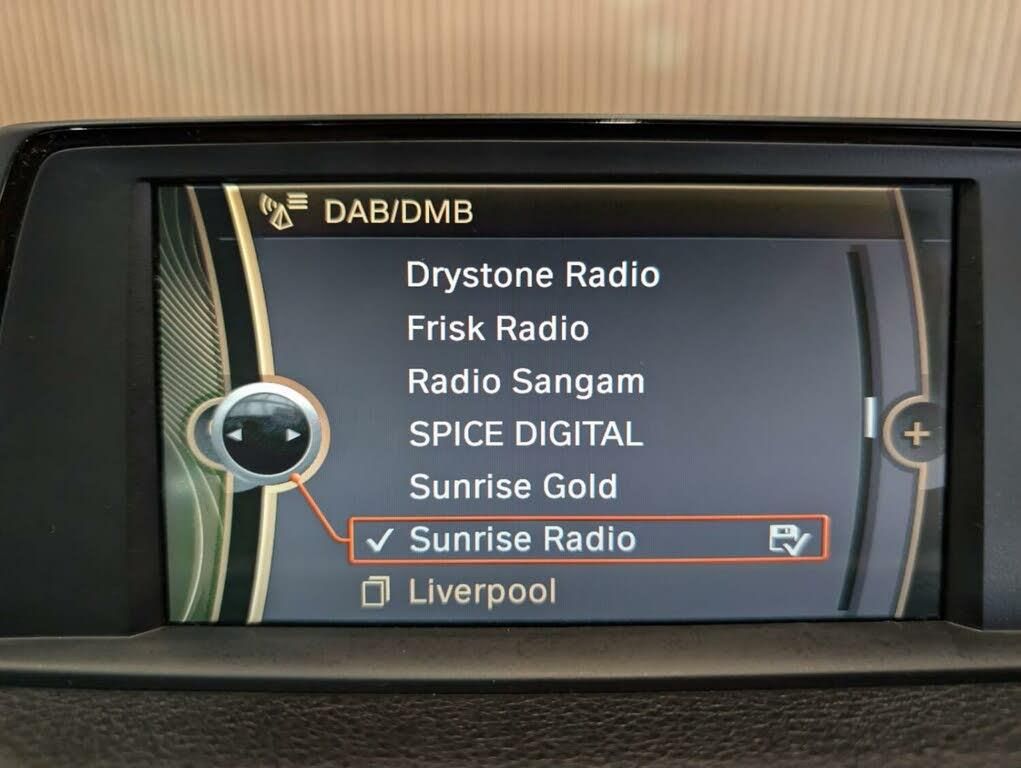 DAB/DMB
Drystone Radio
Frisk Radio
Radio Sangam
SPICE DIGITAL
Sunrise Gold
Sunrise Radio
Liverpool